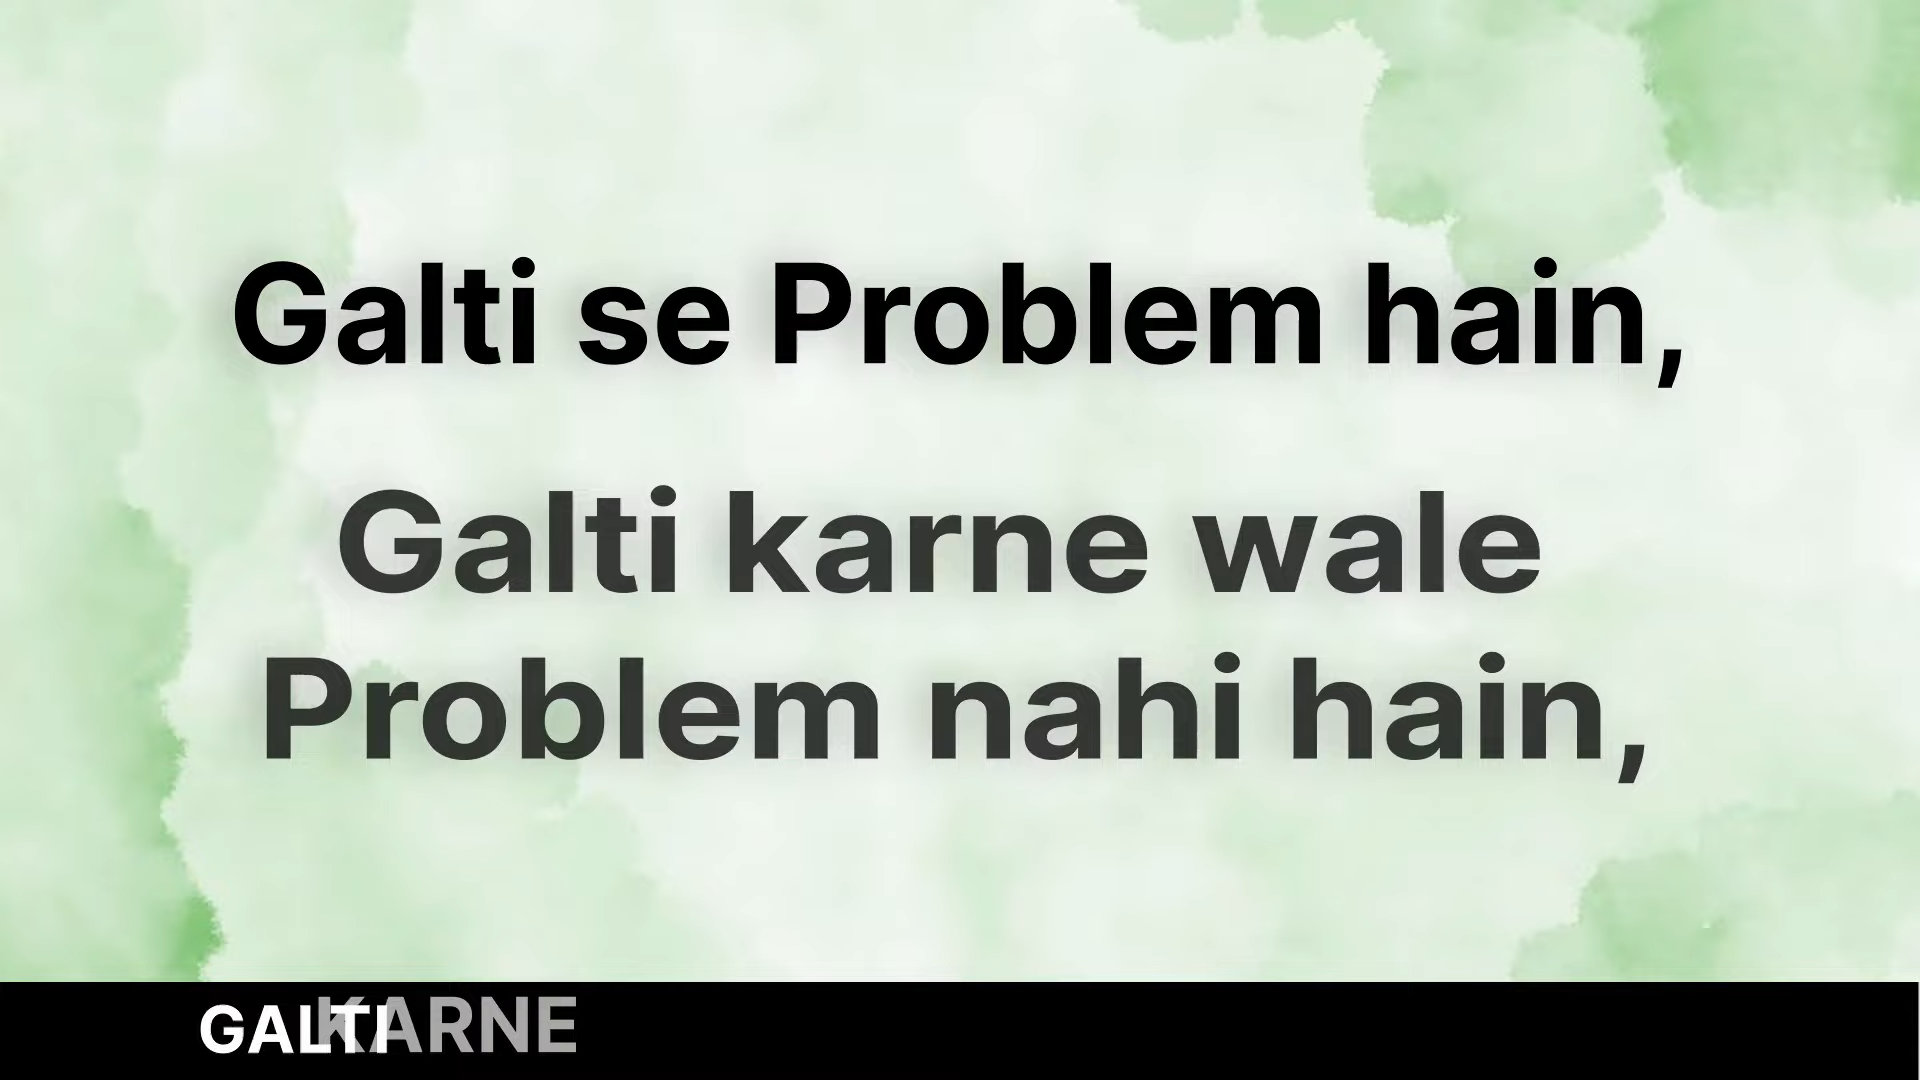 Galti se Problem hain,
Galti karne wale
Problem nahi hain,
GALTI KARNE